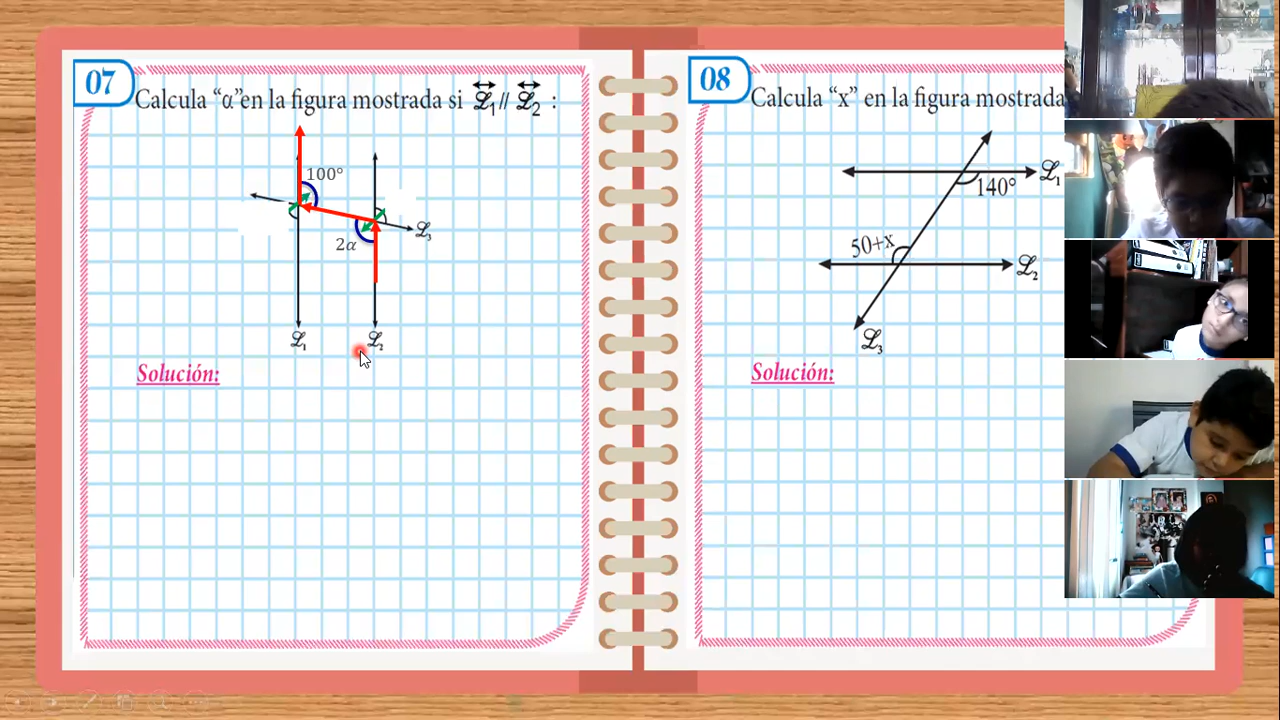 07
Calcula “α”en la figura mostrada si ℒ₁ // ℒ₂ :
100°
2α
ℒ₃
ℒ₁
ℒ₂
Solución:
08
Calcula “x” en la figura mostrada
ℒ₁
140°
50+x
ℒ₂
ℒ₃
Solución: